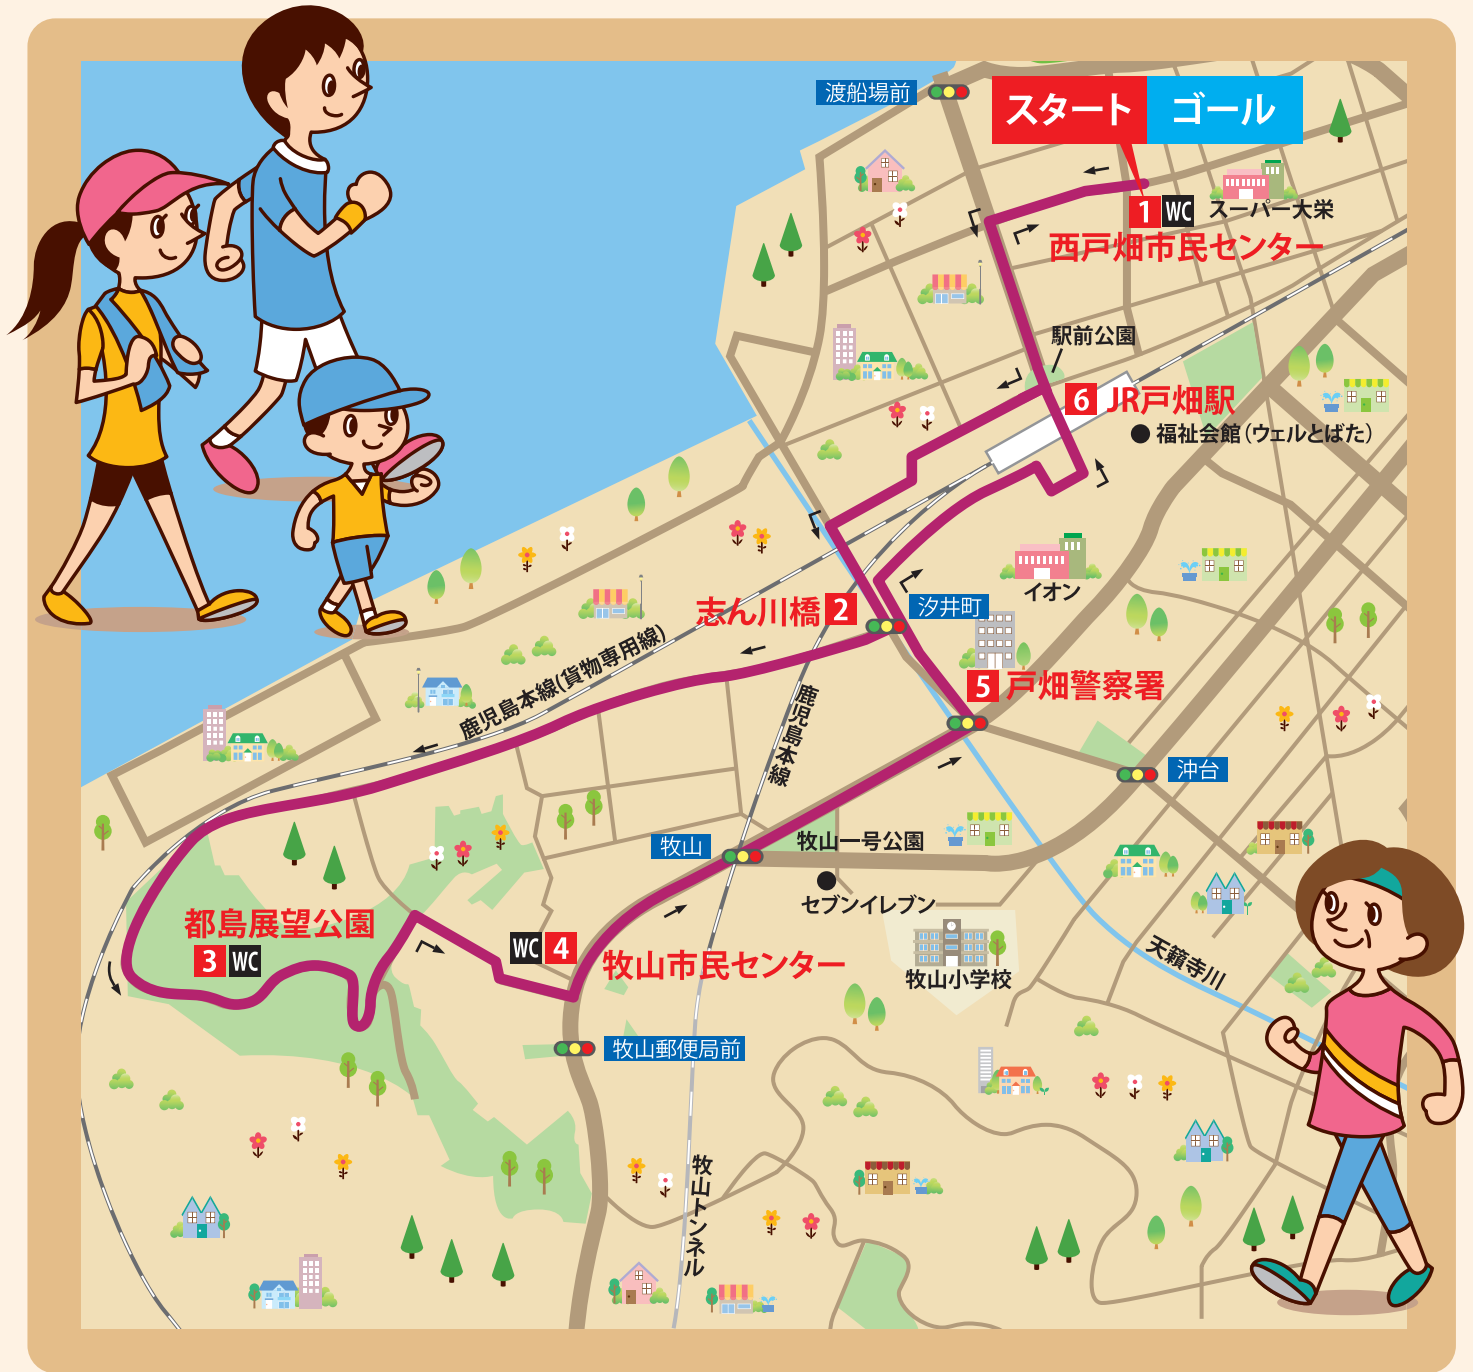 渡船場前
スタート ゴール
1 WC スーパー大栄
西戸畑市民センター
駅前公園
6 JR戸畑駅
福祉会館(ウェルとばた)
イオン
志ん川橋 2
汐井町
5 戸畑警察署
鹿児島本線(貨物専用線)
鹿児島本線
沖台
牧山
牧山一号公園
セブンイレブン
都島展望公園
3 WC
WC 4
牧山市民センター
牧山小学校
天籟寺川
牧山郵便局前
牧山トンネル